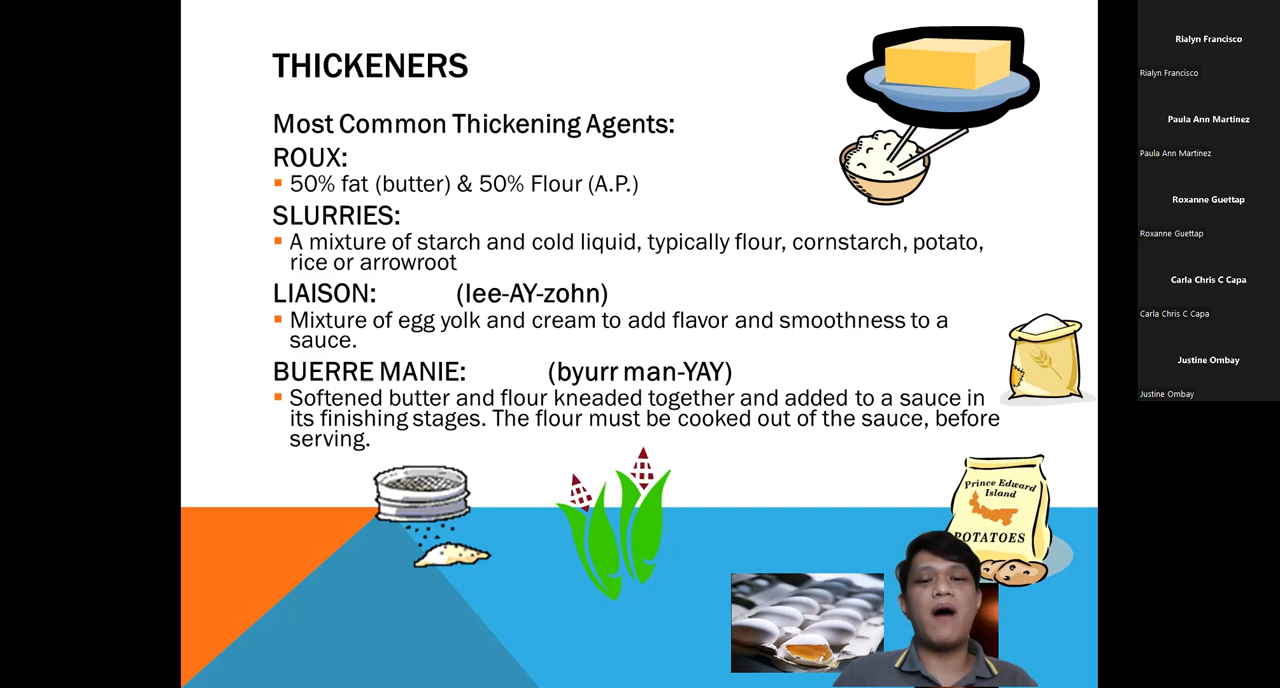 THICKENERS
Most Common Thickening Agents:
ROUX:
▪ 50% fat (butter) & 50% Flour (A.P.)
SLURRIES:
▪ A mixture of starch and cold liquid, typically flour, cornstarch, potato,
rice or arrowroot
LIAISON: (lee-AY-zohn)
▪ Mixture of egg yolk and cream to add flavor and smoothness to a
sauce.
BUERRE MANIE: (byurr man-YAY)
▪ Softened butter and flour kneaded together and added to a sauce in
its finishing stages. The flour must be cooked out of the sauce, before
serving.
Prince Edward
Island
POTATOES
Rialyn Francisco
Rialyn Francisco
Paula Ann Martinez
Paula Ann Martinez
Roxanne Guettap
Roxanne Guettap
Carla Chris C Capa
Carla Chris C Capa
Justine Ombay
Justine Ombay